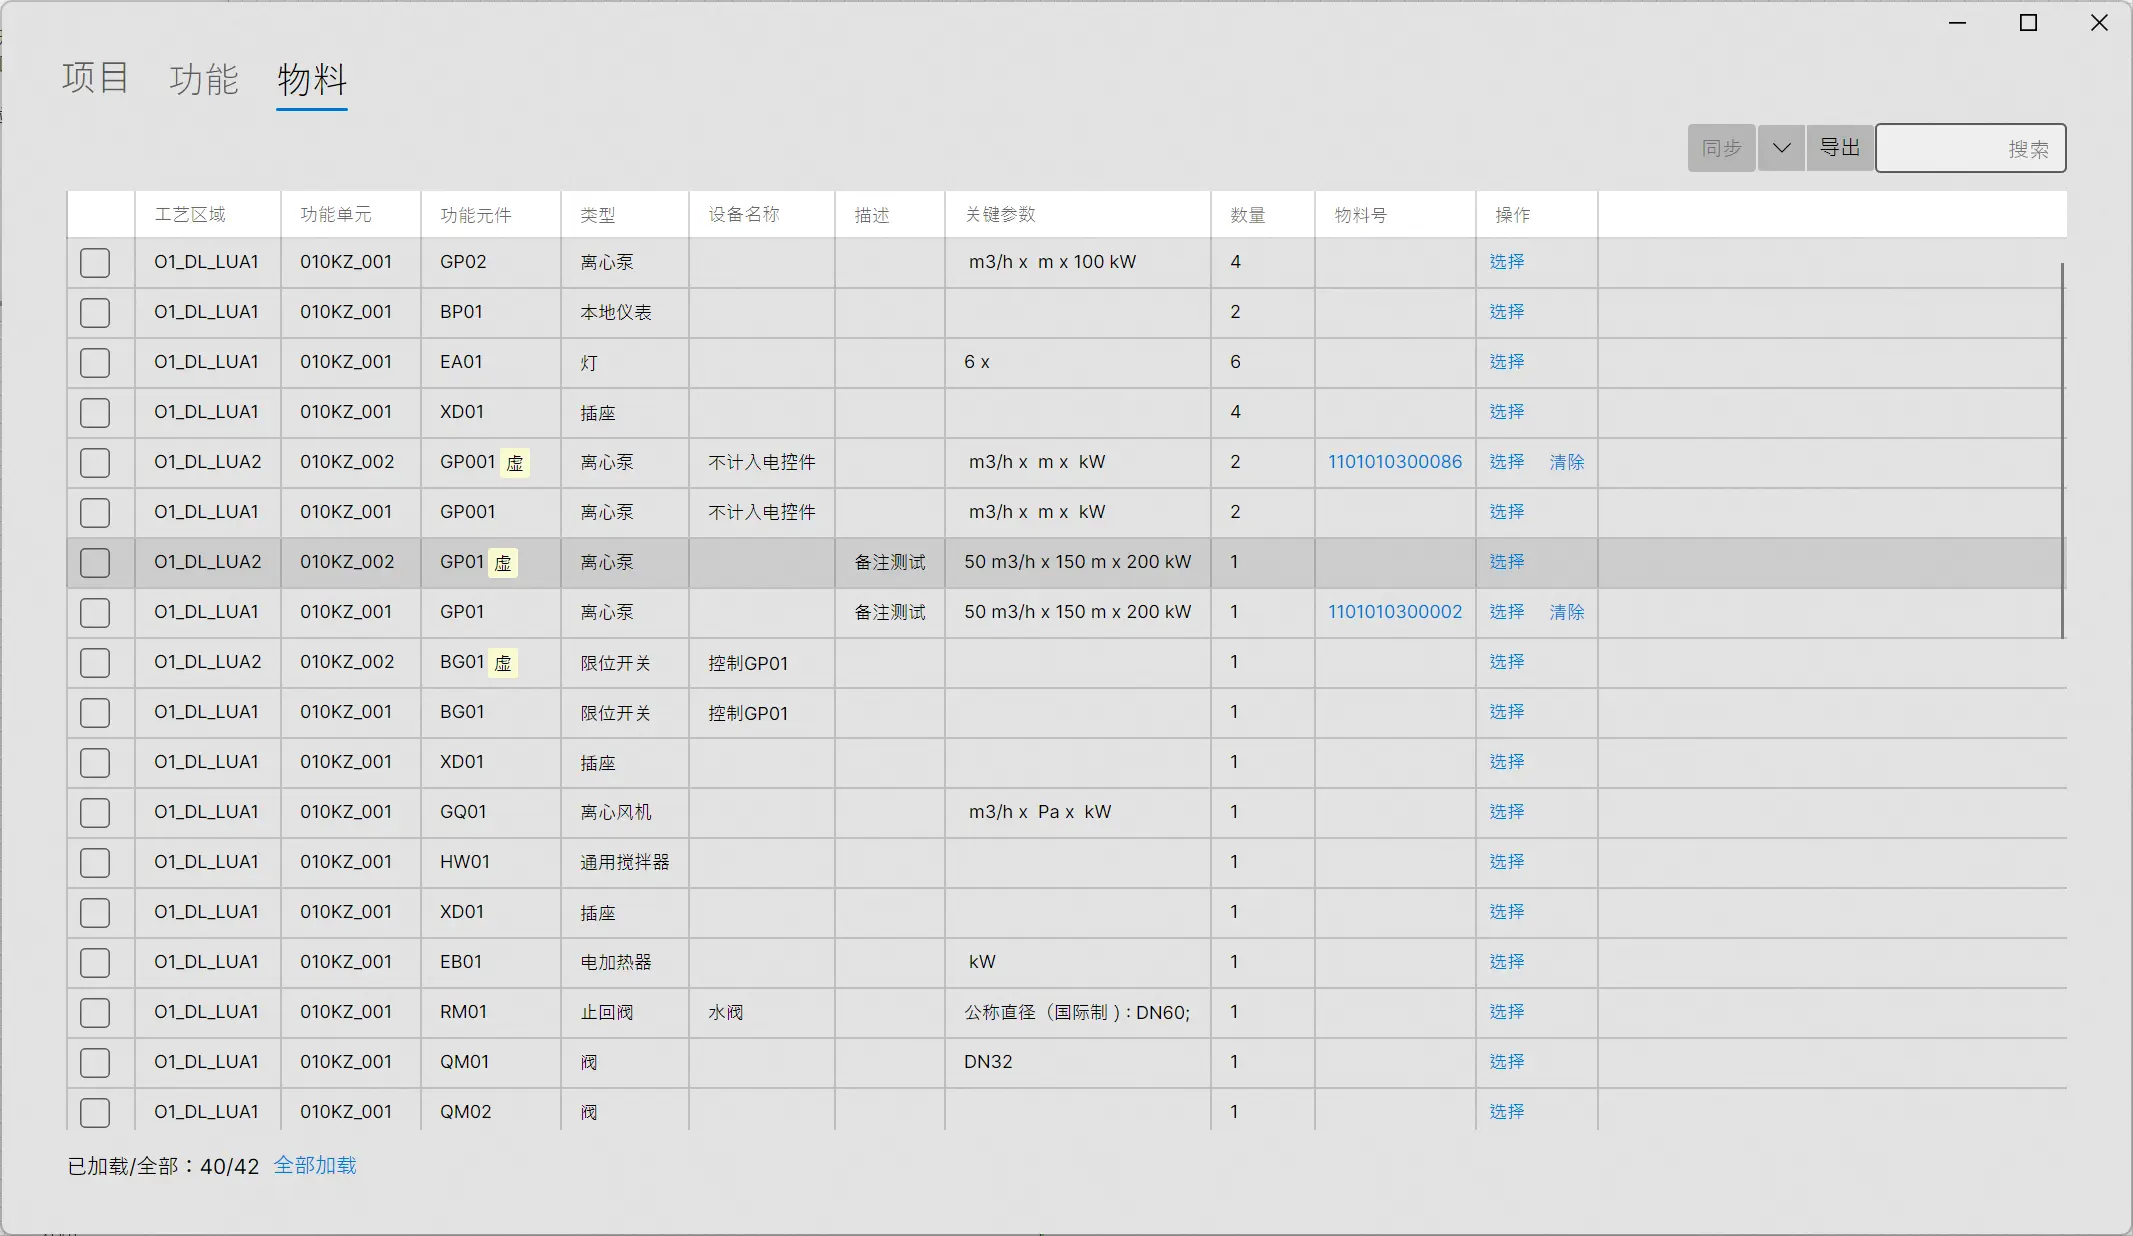 项目 功能 物料
同步 导出 搜索
工艺区域 功能单元 功能元件 类型 设备名称 描述 关键参数 数量 物料号 操作
O1_DL_LUA1 010KZ_001 GP02 离心泵 m3/h x m x 100 kW 4 选择
O1_DL_LUA1 010KZ_001 BP01 本地仪表 2 选择
O1_DL_LUA1 010KZ_001 EA01 灯 6 x 6 选择
O1_DL_LUA1 010KZ_001 XD01 插座 4 选择
O1_DL_LUA2 010KZ_002 GP001 虚 离心泵 不计入电控件 m3/h x m x kW 2 1101010300086 选择 清除
O1_DL_LUA1 010KZ_001 GP001 离心泵 不计入电控件 m3/h x m x kW 2 选择
O1_DL_LUA2 010KZ_002 GP01 虚 离心泵 备注测试 50 m3/h x 150 m x 200 kW 1 选择
O1_DL_LUA1 010KZ_001 GP01 离心泵 备注测试 50 m3/h x 150 m x 200 kW 1 1101010300002 选择 清除
O1_DL_LUA2 010KZ_002 BG01 虚 限位开关 控制GP01 1 选择
O1_DL_LUA1 010KZ_001 BG01 限位开关 控制GP01 1 选择
O1_DL_LUA1 010KZ_001 XD01 插座 1 选择
O1_DL_LUA1 010KZ_001 GQ01 离心风机 m3/h x Pa x kW 1 选择
O1_DL_LUA1 010KZ_001 HW01 通用搅拌器 1 选择
O1_DL_LUA1 010KZ_001 XD01 插座 1 选择
O1_DL_LUA1 010KZ_001 EB01 电加热器 kW 1 选择
O1_DL_LUA1 010KZ_001 RM01 止回阀 水阀 公称直径（国际制）: DN60; 1 选择
O1_DL_LUA1 010KZ_001 QM01 阀 DN32 1 选择
O1_DL_LUA1 010KZ_001 QM02 阀 1 选择
已加载/全部：40/42 全部加载